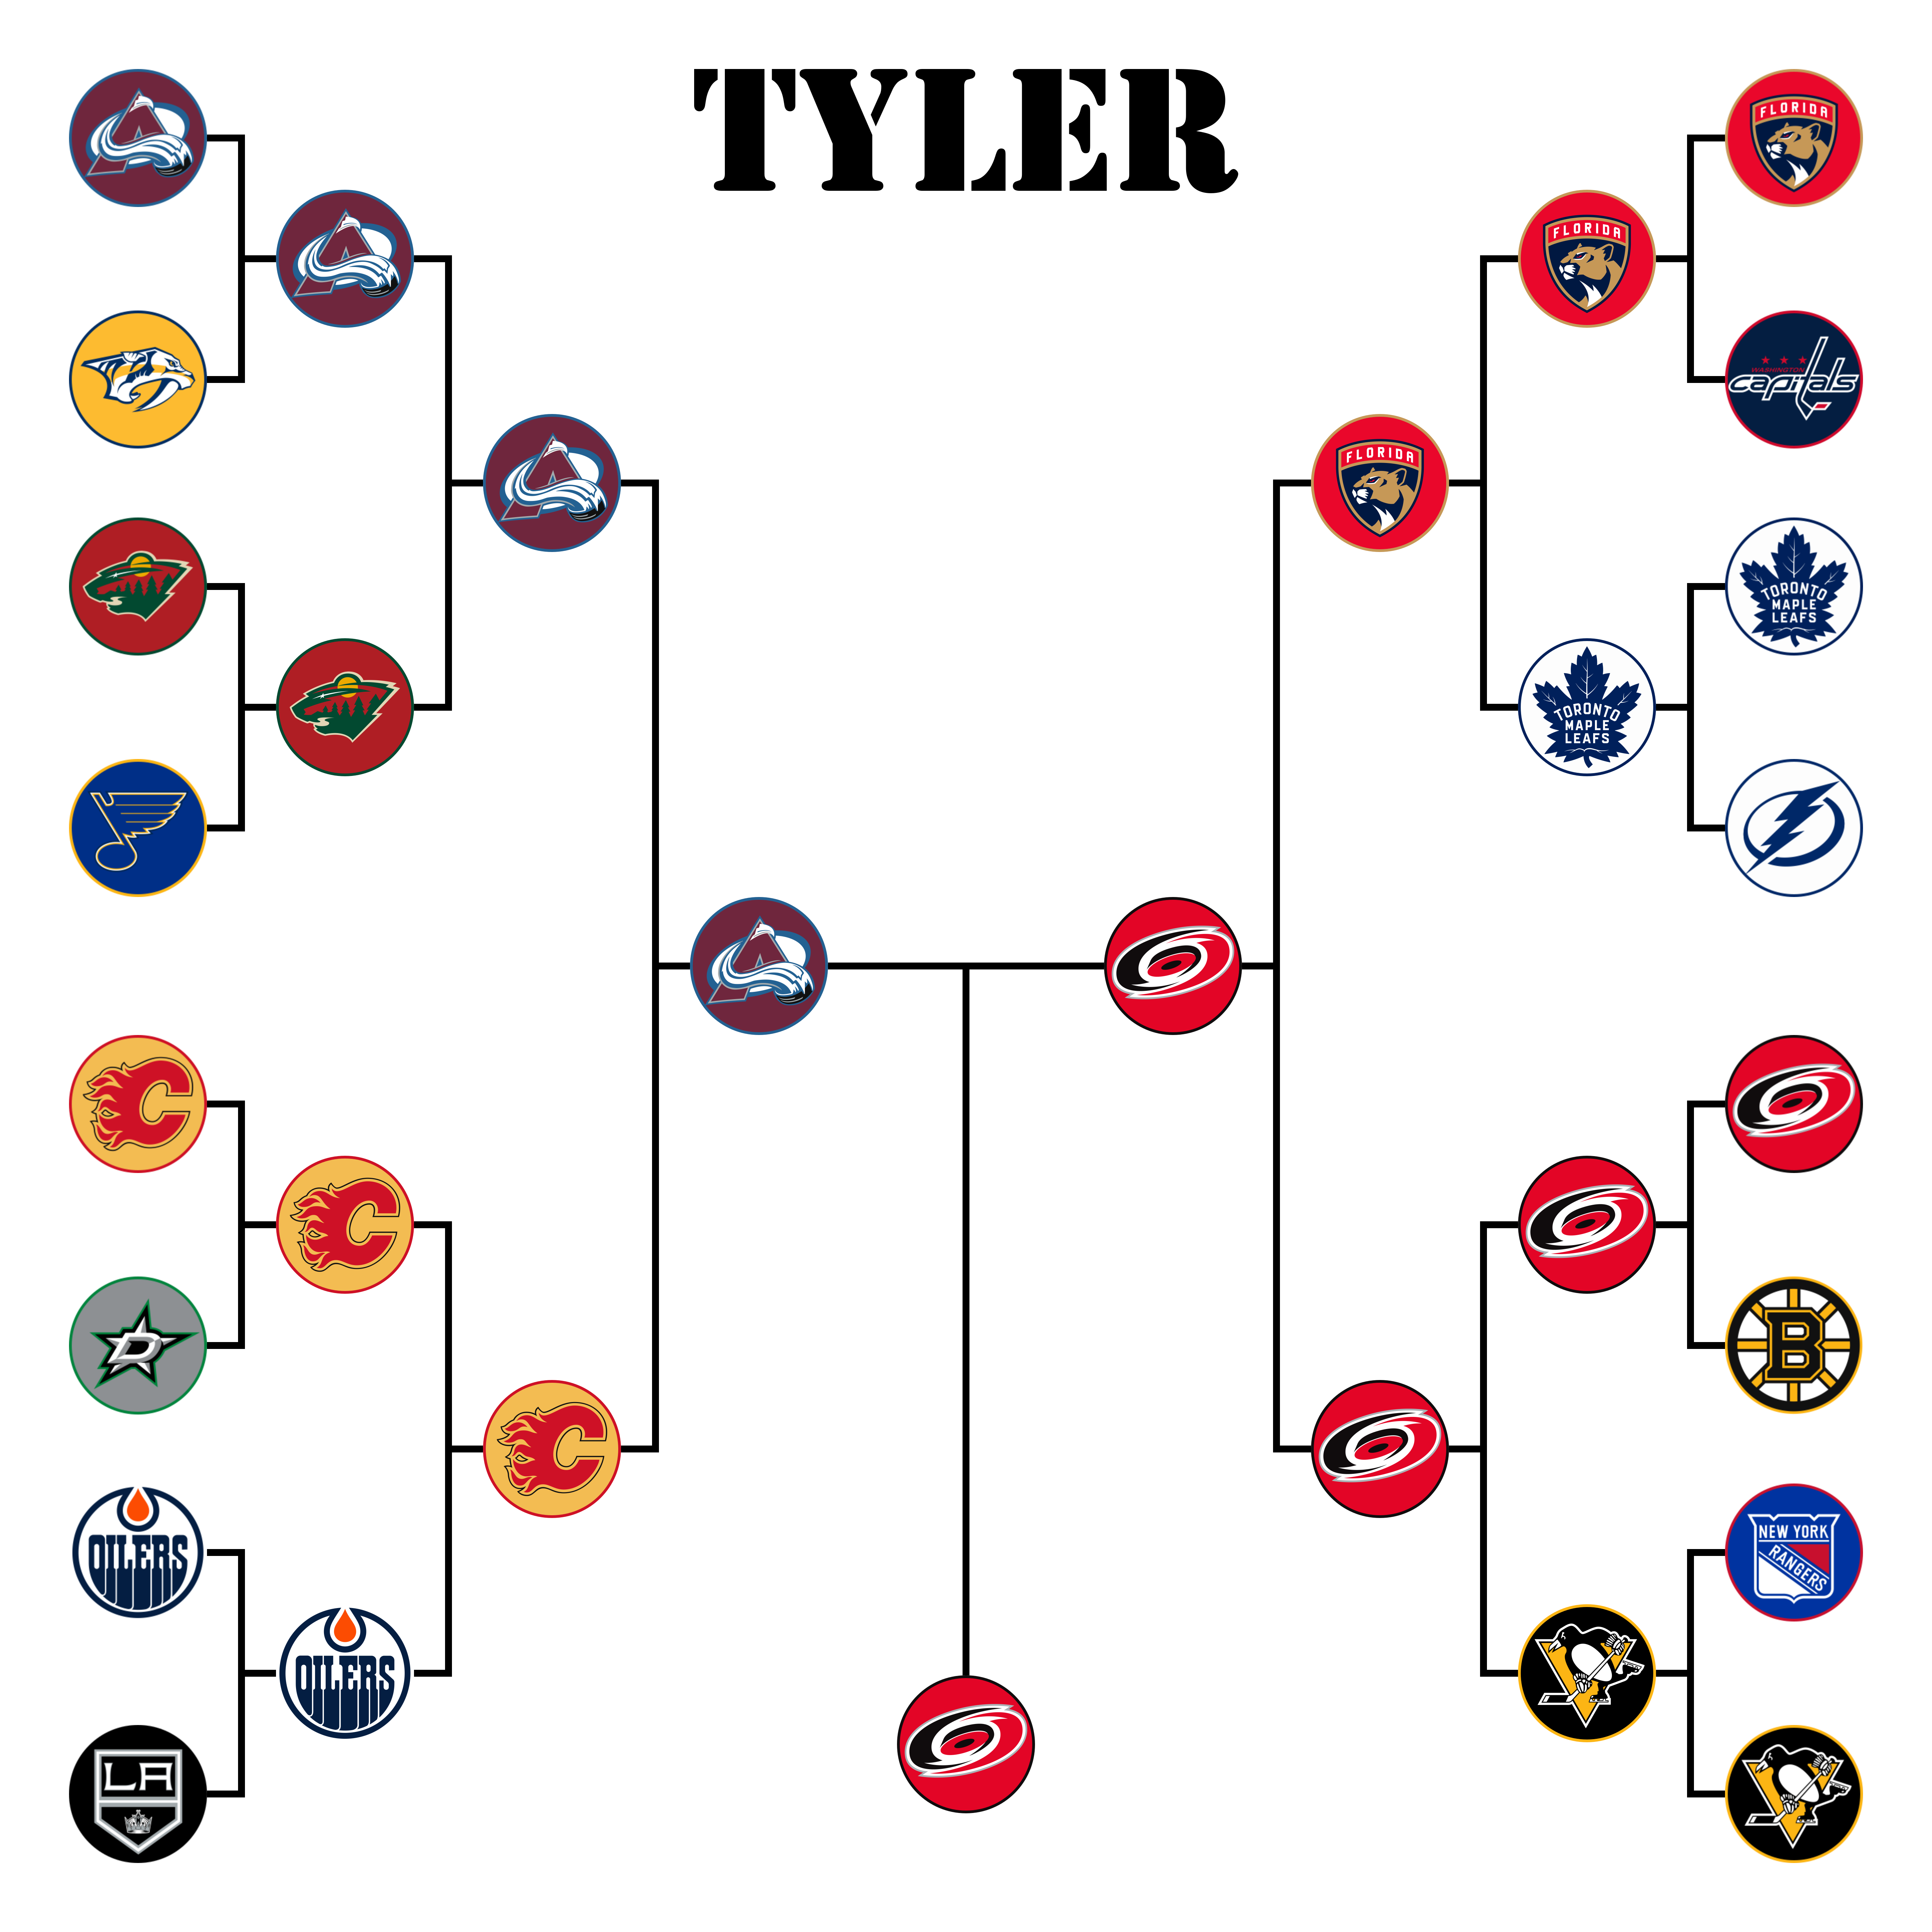 TYLER
A
FLORIDA
A
FLORIDA
WASHINGTON
capitals
A
FLORIDA
TORONTO
MAPLE
LEAFS
TORONTO
MAPLE
LEAFS
A
C
C
D
B
C
OILERS
NEW YORK
RANGERS
OILERS
LA